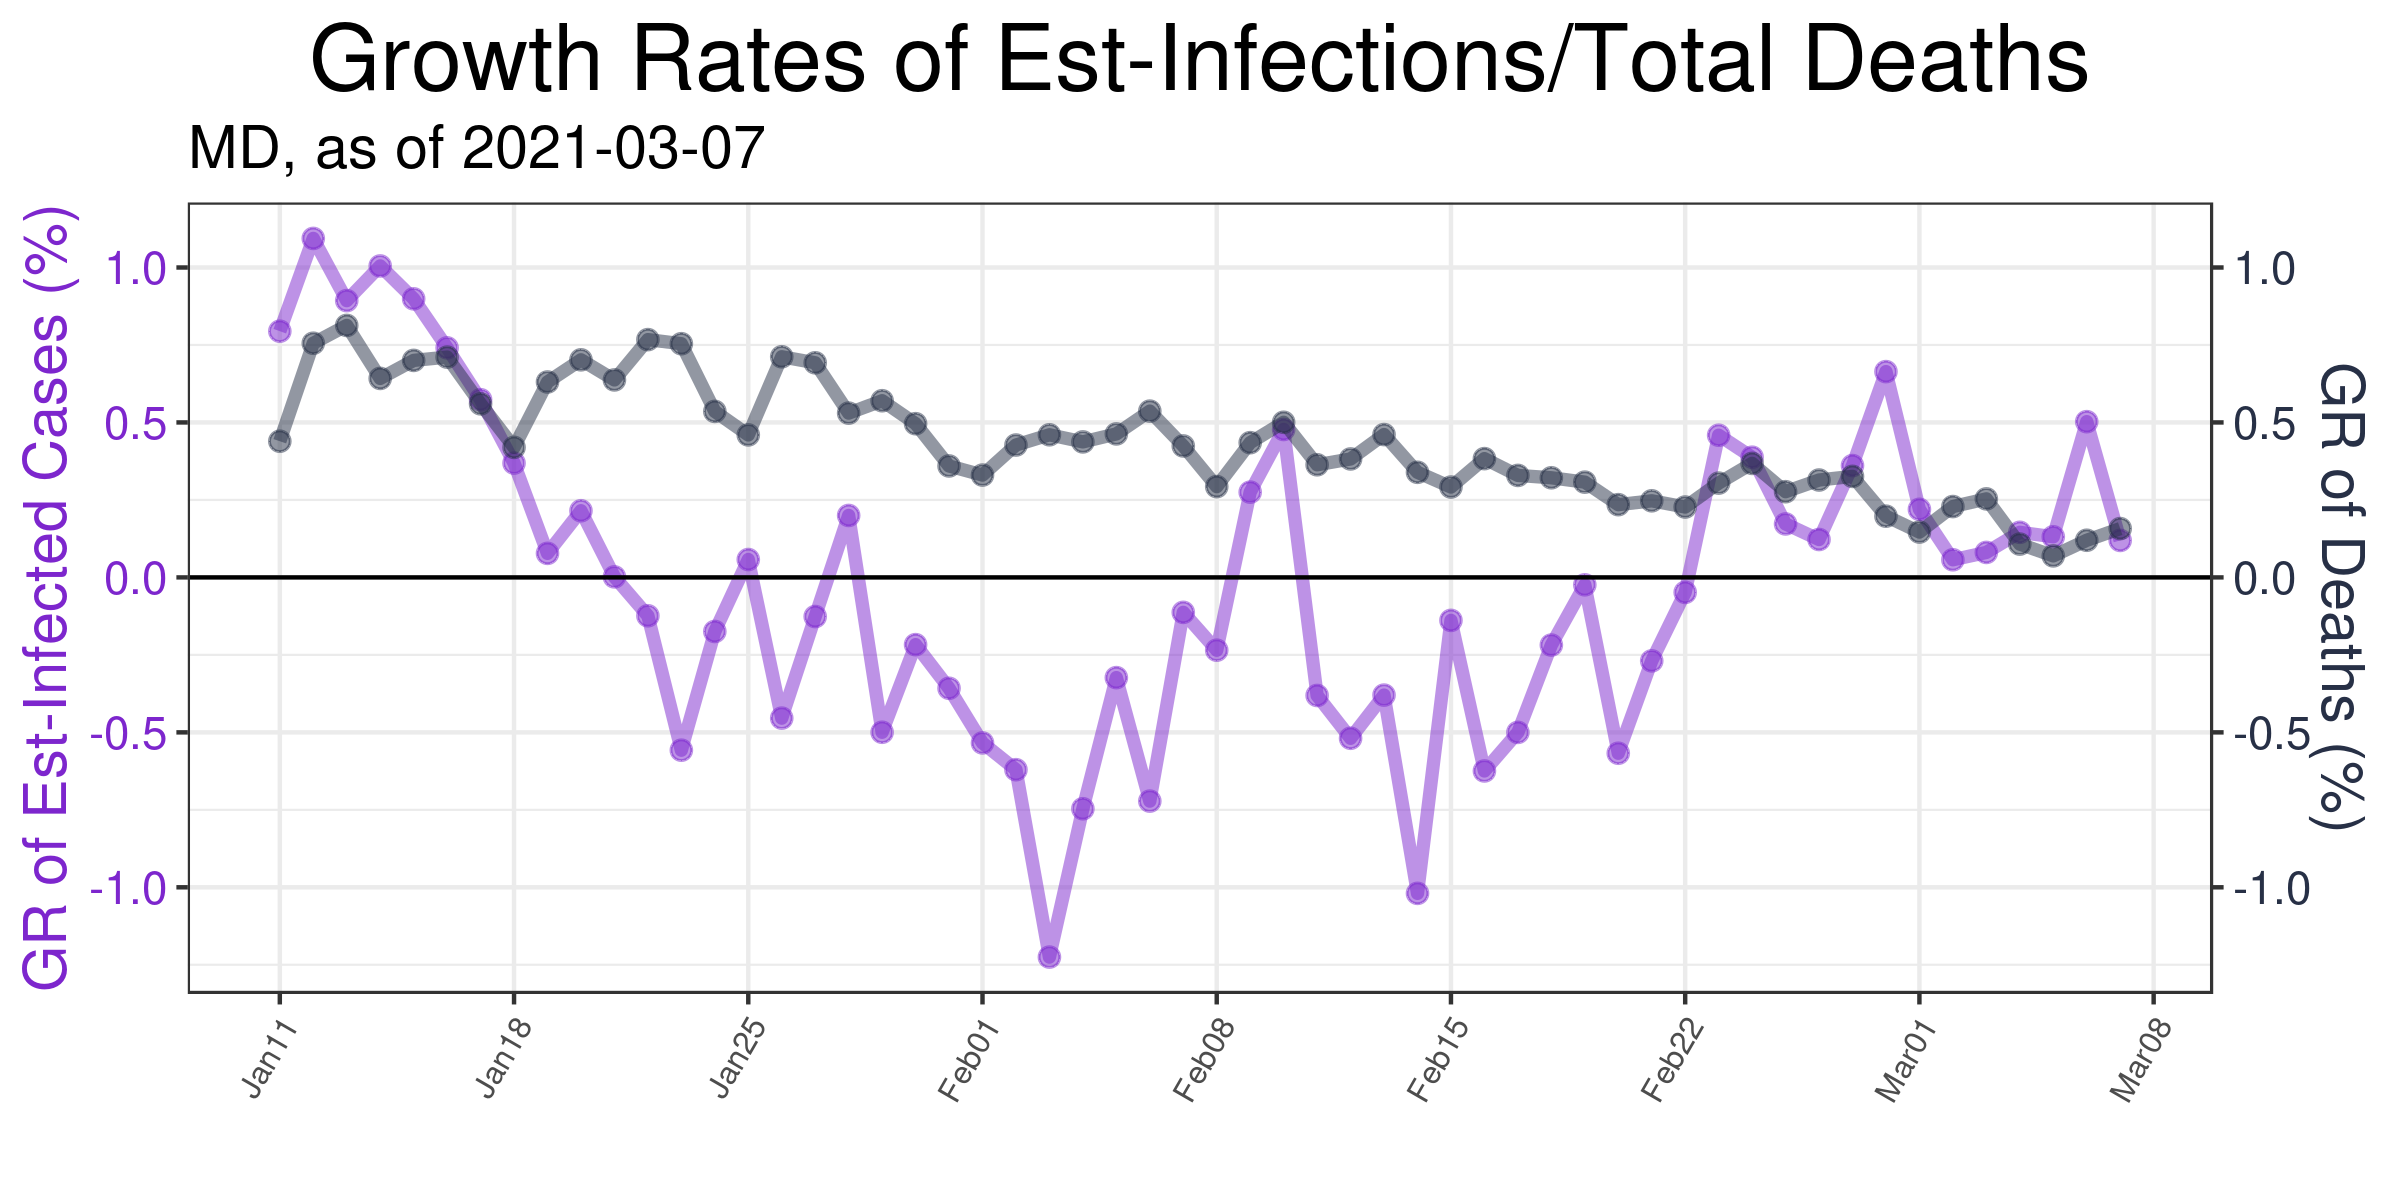 Growth Rates of Est-Infections/Total Deaths
MD, as of 2021-03-07
GR of Est-Infected Cases (%)
1.0
0.5
0.0
-0.5
-1.0
1.0
0.5
0.0
-0.5
-1.0
GR of Deaths (%)
Jan11
Jan18
Jan25
Feb01
Feb08
Feb15
Feb22
Mar01
Mar08